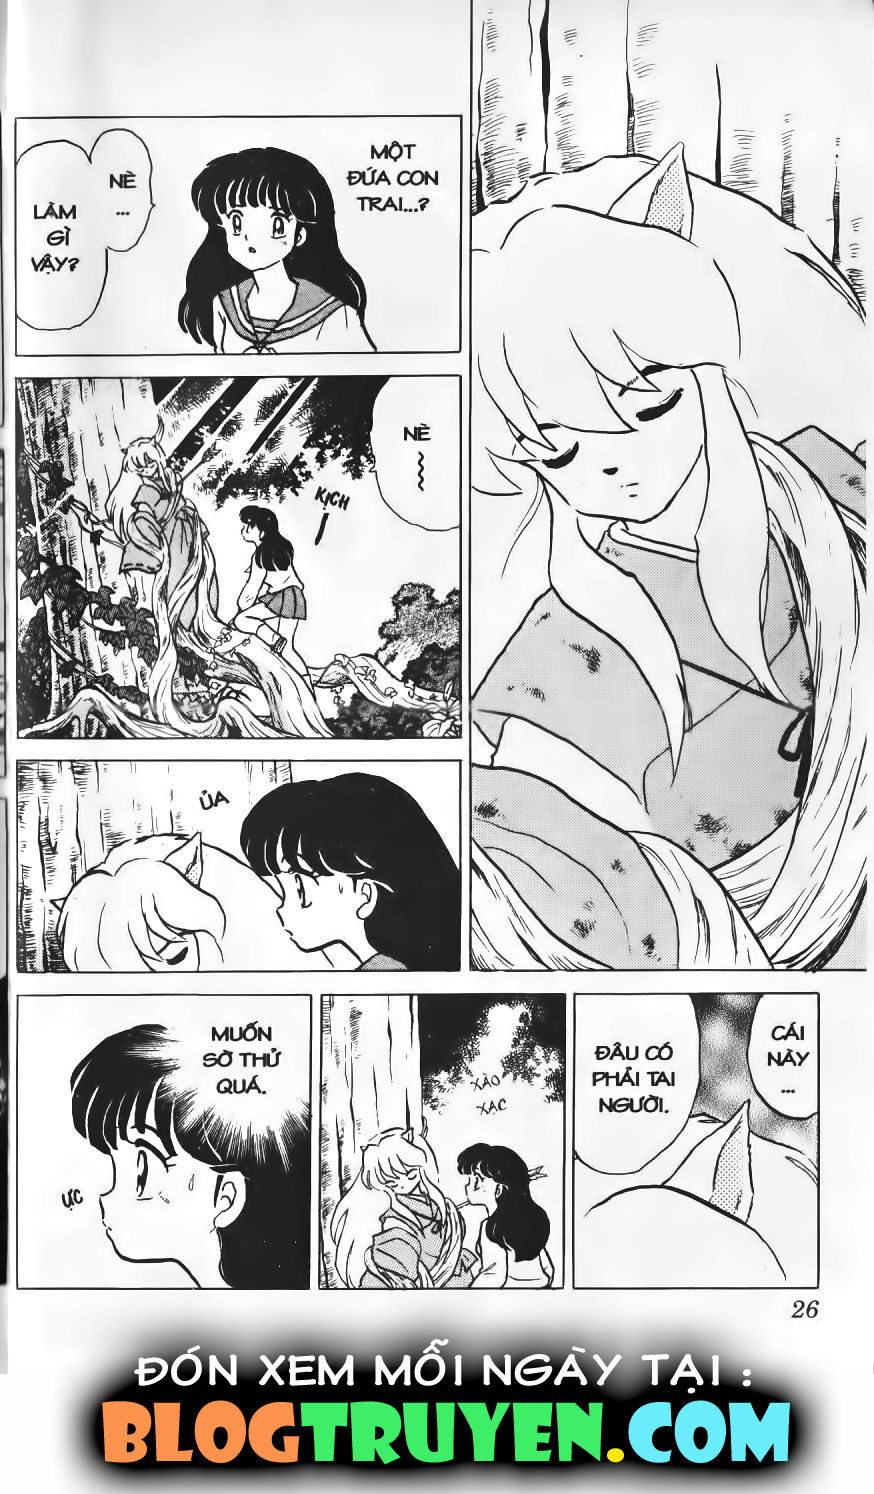 MỘT
ĐỨA CON
TRAI...?
NÈ
...
LÀM
GÌ
VẬY?
NÈ
KỊCH
ỦA
CÁI
NÀY
...
ĐÂU CÓ
PHẢI TAI
NGƯỜI.
XÀO
XẠC
MUỐN
SỜ THỬ
QUÁ.
ỰC
26
ĐÓN XEM MỖI NGÀY TẠI :
BLOGTRUYEN.COM